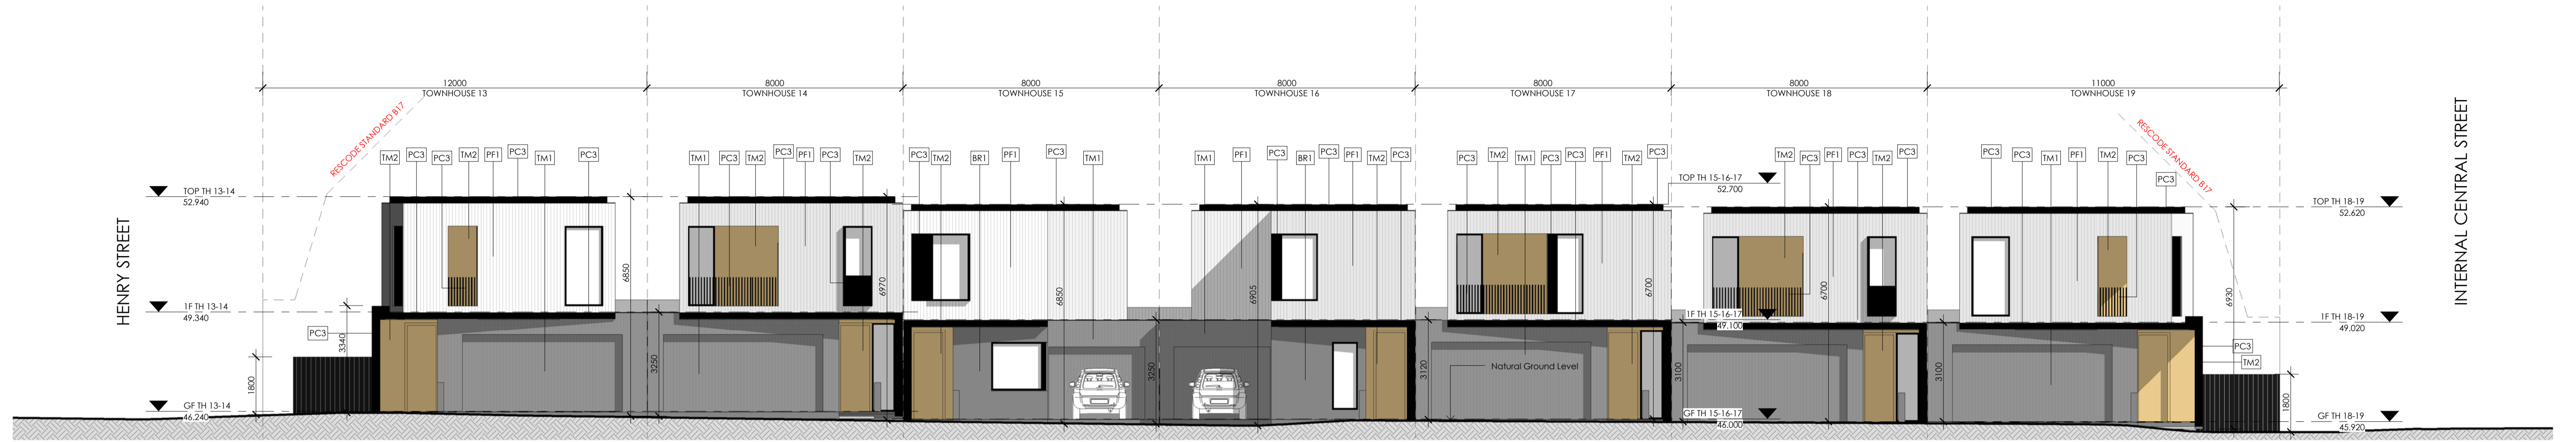 12000 8000 8000 8000 8000 8000 11000
TOWNHOUSE 13 TOWNHOUSE 14 TOWNHOUSE 15 TOWNHOUSE 16 TOWNHOUSE 17 TOWNHOUSE 18 TOWNHOUSE 19
RESCODE STANDARD B17
RESCODE STANDARD B17
HENRY STREET
INTERNAL CENTRAL STREET
TM2 PC3 PC3 TM2 PF1 PC3 TM1 PC3
TM1 PC3 TM2 PC3 PF1 PC3 TM2
PC3 TM2 BR1 PF1 PC3 TM1
TM1 PF1 PC3 BR1 PC3 PF1 TM2 PC3
PC3 TM2 TM1 PC3 PC3 PF1 TM2 PC3
TM2 PC3 PF1 PC3 TM2 PC3
PC3 PC3 TM1 PF1 TM2 PC3 PC3
TOP TH 13-14
52.940
TOP TH 15-16-17
52.700
TOP TH 18-19
52.620
6850
6970
6850
6905
6700
6700
6930
1F TH 13-14
49.340
1F TH 15-16-17
49.100
1F TH 18-19
49.020
PC3
3340
1800
3250
3250
3120
3100
3100
PC3
TM2
1800
Natural Ground Level
GF TH 13-14
46.240
GF TH 15-16-17
46.000
GF TH 18-19
45.920